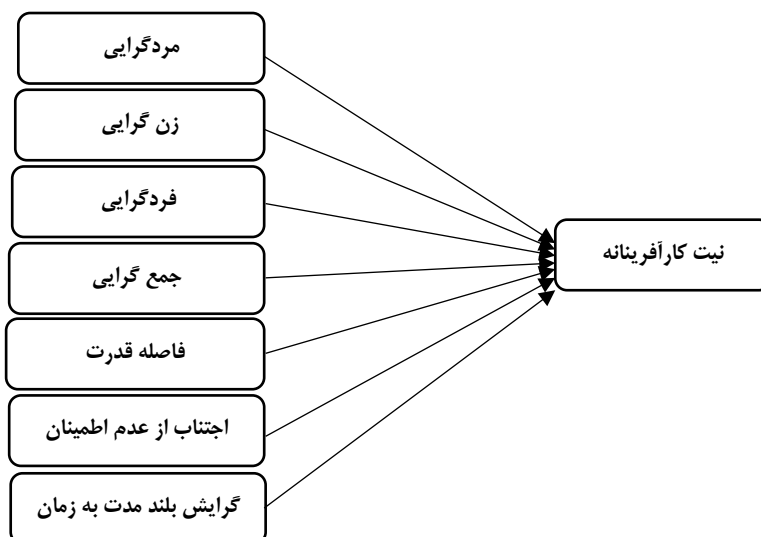 مردگرایی
زن گرایی
فردگرایی
جمع گرایی
فاصله قدرت
اجتناب از عدم اطمینان
گرایش بلند مدت به زمان
نیت کارآفرینانه